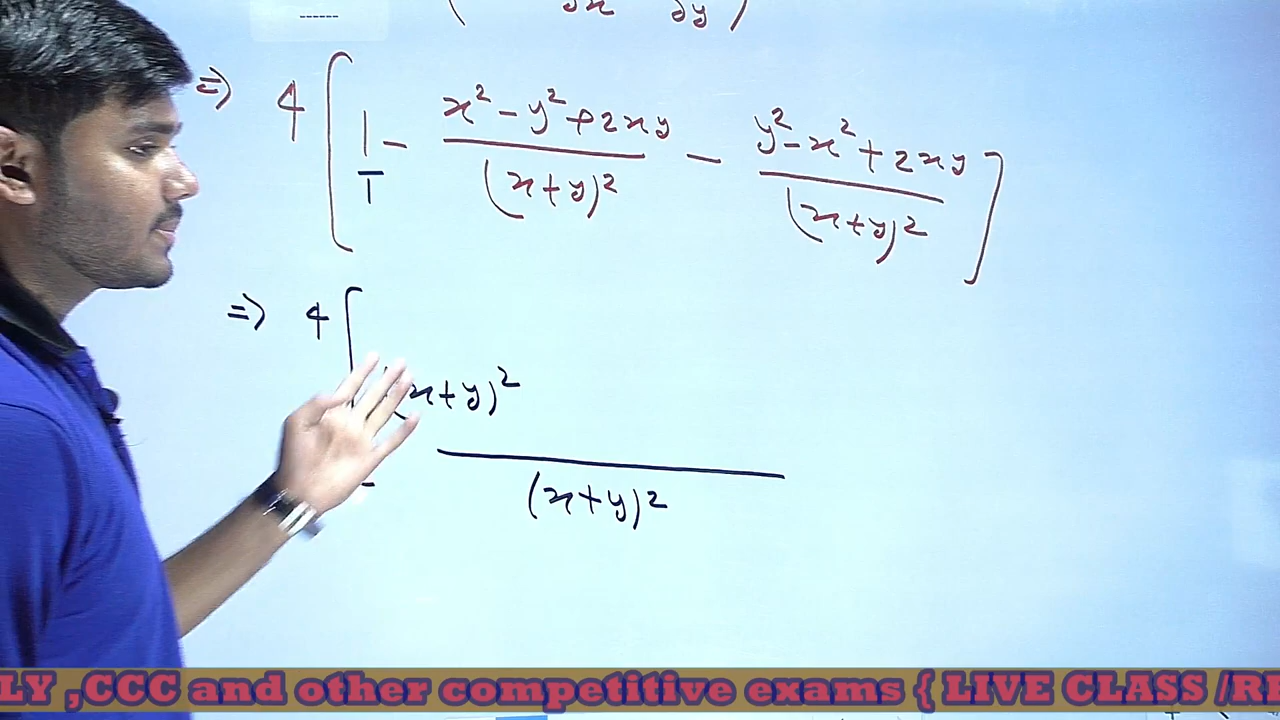 ( ∂x ∂y )
⇒ 4 [ 1/1 - (x² - y² + 2xy)/(x+y)² - (y² - x² + 2xy)/(x+y)² ]
⇒ 4 [ (x+y)²
(x+y)²
LY ,CCC and other competitive exams { LIVE CLASS /RE